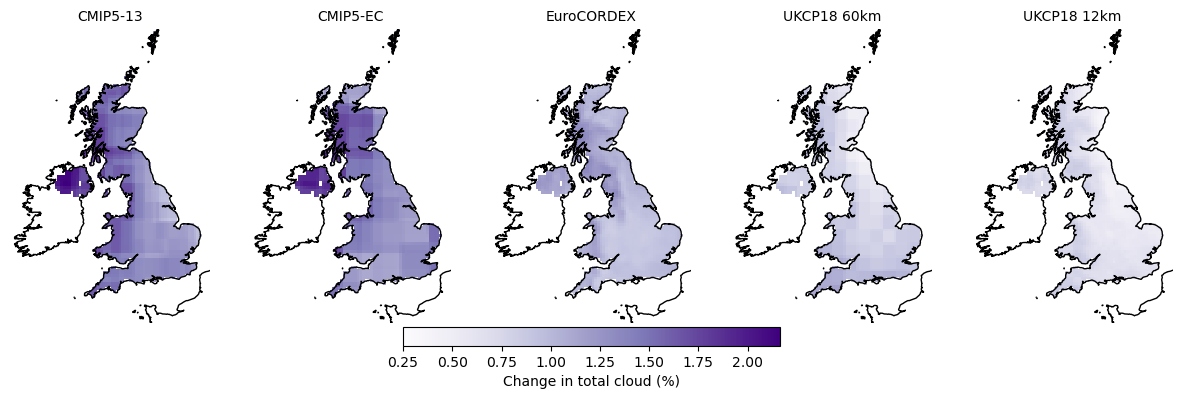 CMIP5-13 CMIP5-EC EuroCORDEX UKCP18 60km UKCP18 12km
0.25 0.50 0.75 1.00 1.25 1.50 1.75 2.00
Change in total cloud (%)